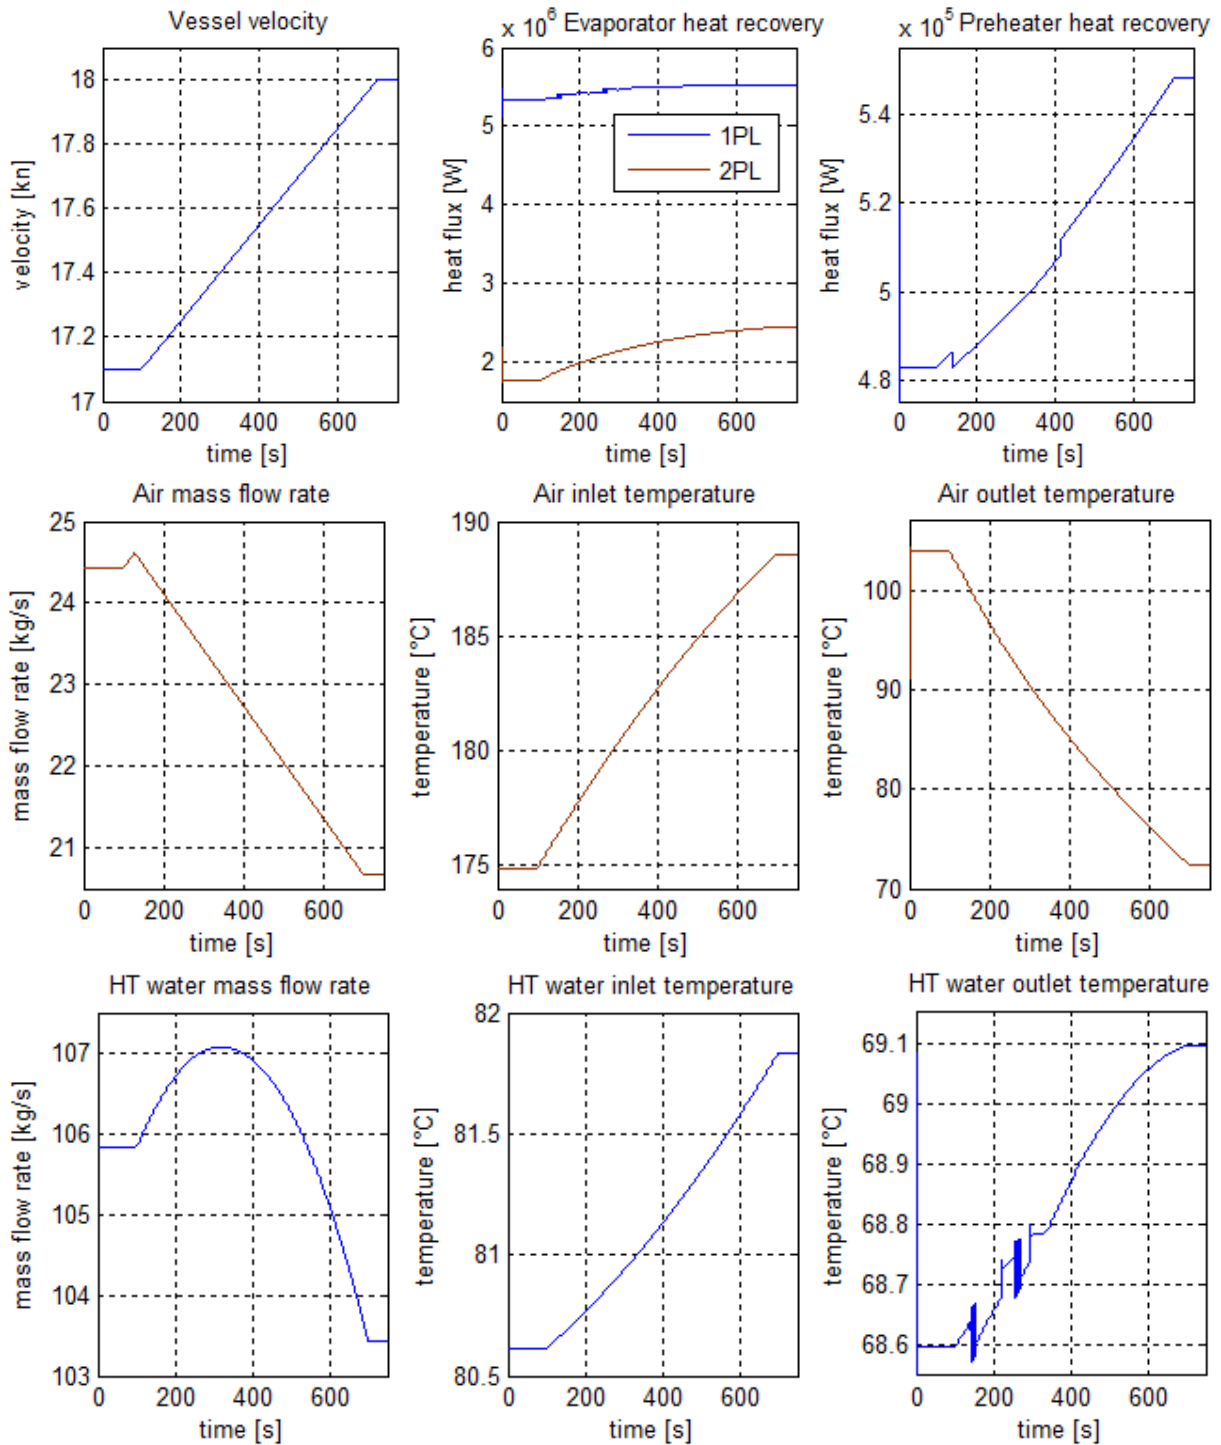 Vessel velocity
18
17.8
17.6
17.4
17.2
17
velocity [kn]
0 200 400 600
time [s]
x 10⁶ Evaporator heat recovery
6
5
4
3
2
heat flux [W]
1PL
2PL
0 200 400 600
time [s]
x 10⁵ Preheater heat recovery
5.4
5.2
5
4.8
heat flux [W]
0 200 400 600
time [s]
Air mass flow rate
25
24
23
22
21
mass flow rate [kg/s]
0 200 400 600
time [s]
Air inlet temperature
190
185
180
175
temperature [°C]
0 200 400 600
time [s]
Air outlet temperature
100
90
80
70
temperature [°C]
0 200 400 600
time [s]
HT water mass flow rate
107
106
105
104
103
mass flow rate [kg/s]
0 200 400 600
time [s]
HT water inlet temperature
82
81.5
81
80.5
temperature [°C]
0 200 400 600
time [s]
HT water outlet temperature
69.1
69
68.9
68.8
68.7
68.6
temperature [°C]
0 200 400 600
time [s]